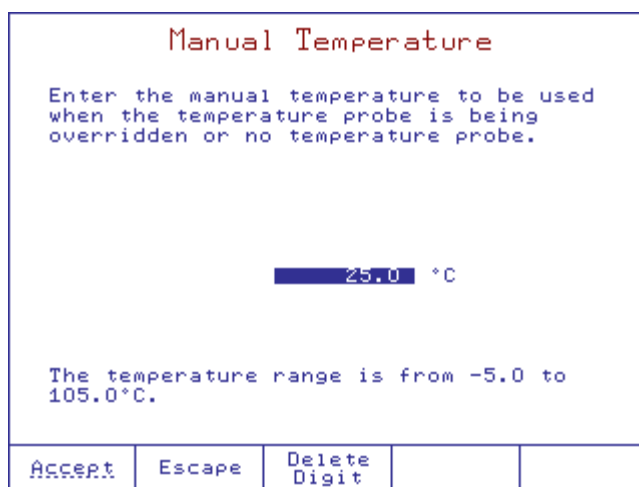 Manual Temperature
Enter the manual temperature to be used
when the temperature probe is being
overridden or no temperature probe.
25.0 °C
The temperature range is from -5.0 to
105.0°C.
Accept Escape Delete
Digit